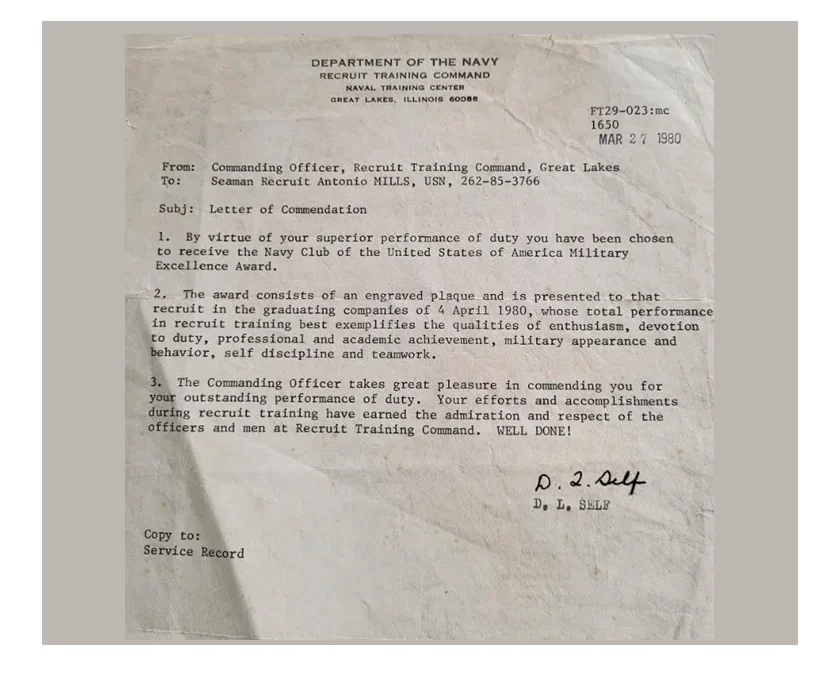 DEPARTMENT OF THE NAVY
RECRUIT TRAINING COMMAND
NAVAL TRAINING CENTER
GREAT LAKES, ILLINOIS 60088
FT29-023:mc
1650
MAR 27 1980
From: Commanding Officer, Recruit Training Command, Great Lakes
To: Seaman Recruit Antonio MILLS, USN, 262-85-3766
Subj: Letter of Commendation
1. By virtue of your superior performance of duty you have been chosen
to receive the Navy Club of the United States of America Military
Excellence Award.
2. The award consists of an engraved plaque and is presented to that
recruit in the graduating companies of 4 April 1980, whose total performance
in recruit training best exemplifies the qualities of enthusiasm, devotion
to duty, professional and academic achievement, military appearance and
behavior, self discipline and teamwork.
3. The Commanding Officer takes great pleasure in commending you for
your outstanding performance of duty. Your efforts and accomplishments
during recruit training have earned the admiration and respect of the
officers and men at Recruit Training Command. WELL DONE!
D. L. Self
D. L. SELF
Copy to:
Service Record